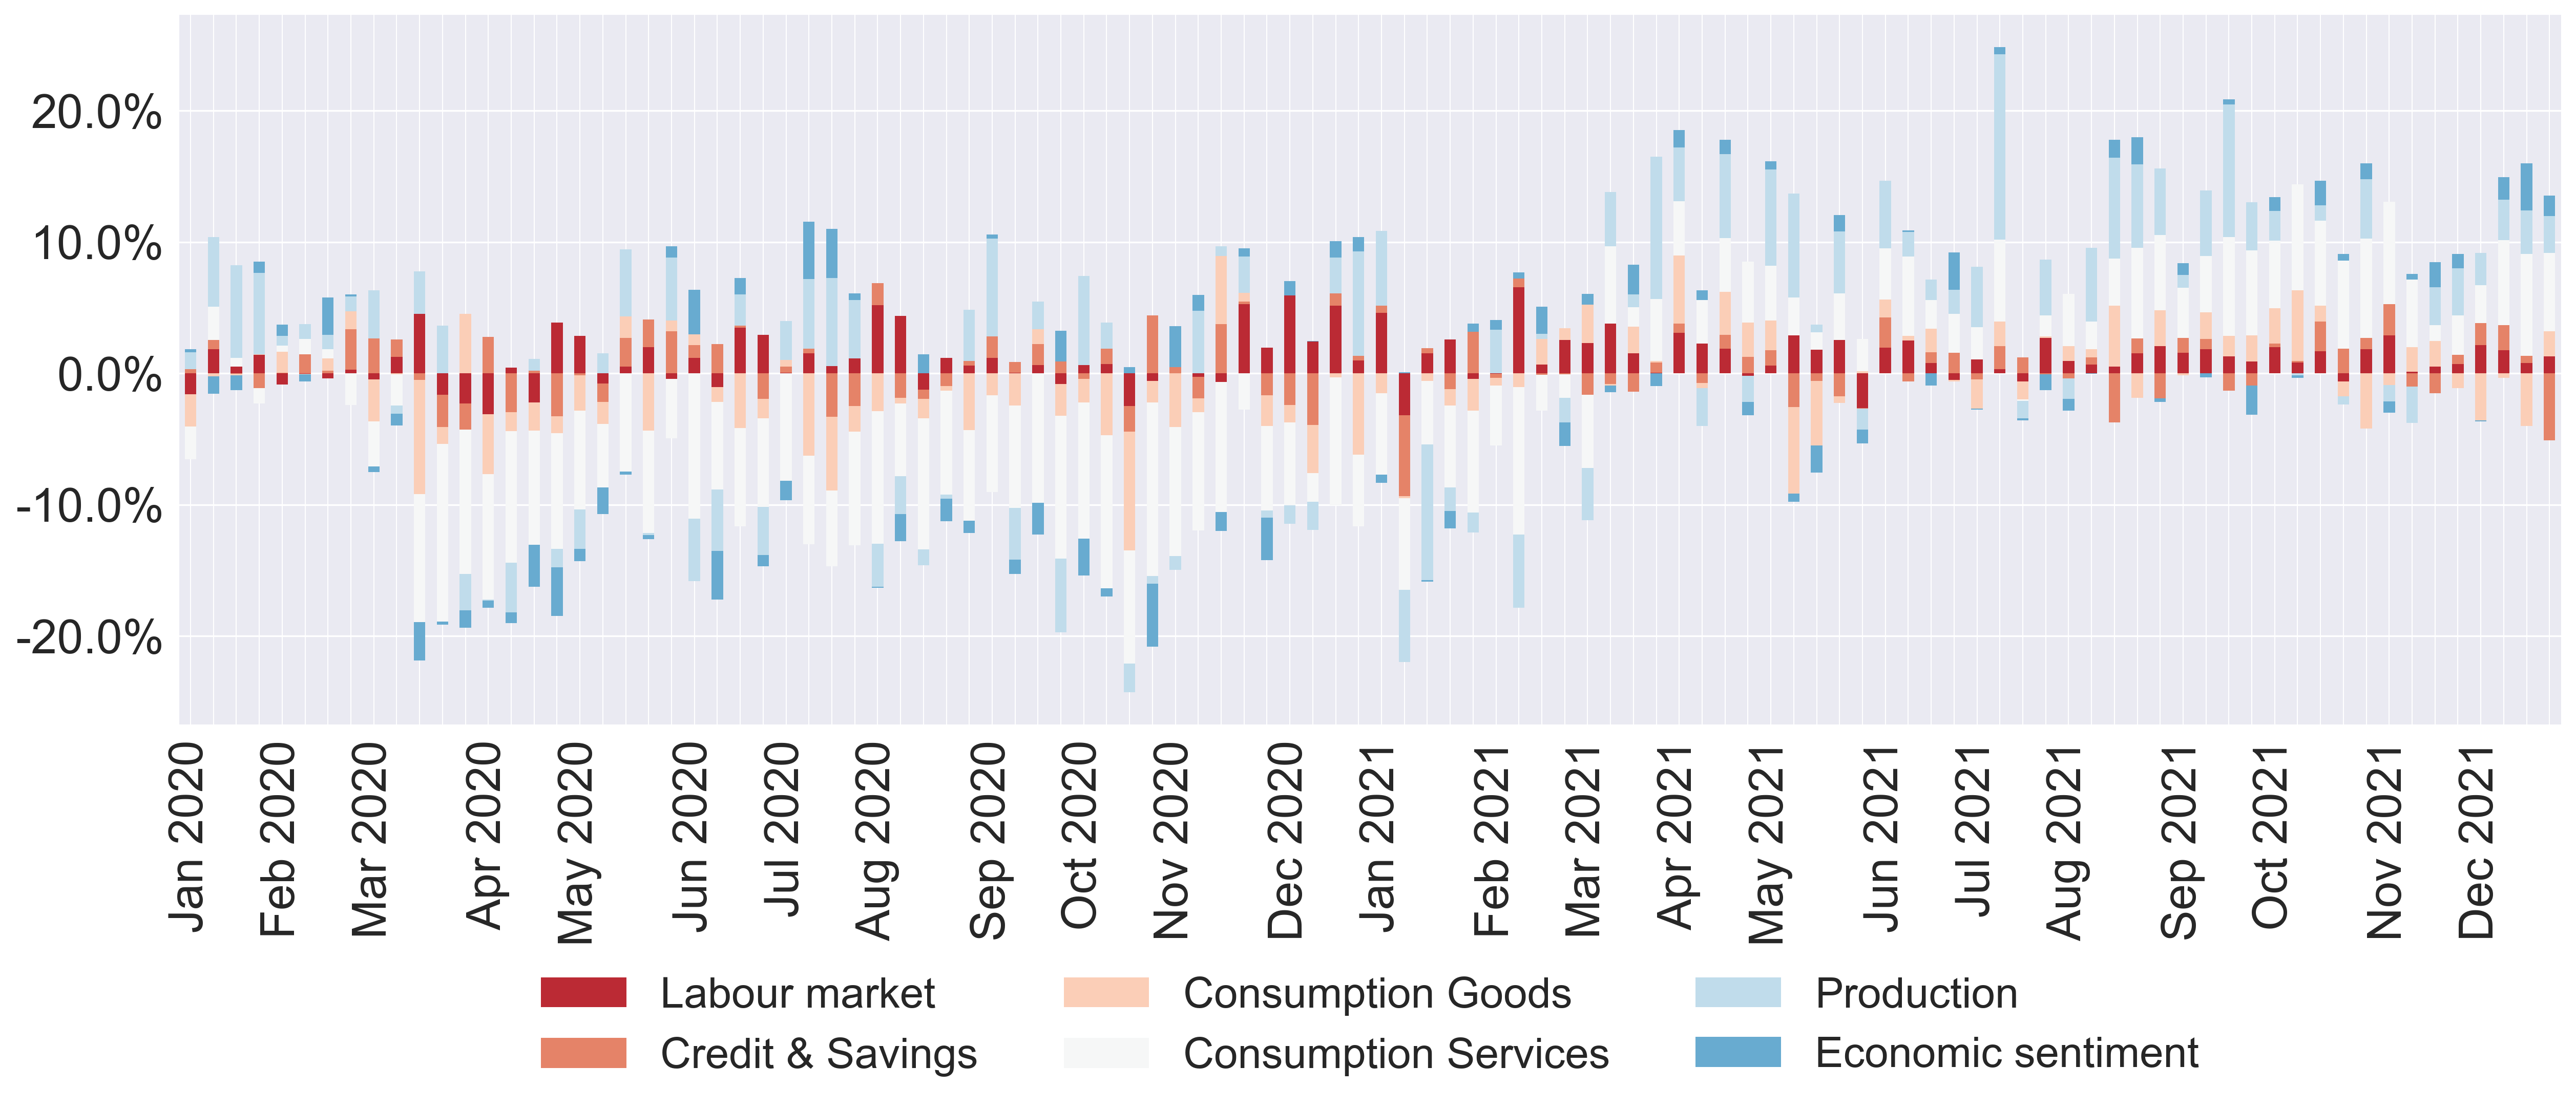 20.0%
10.0%
0.0%
-10.0%
-20.0%
Jan 2020
Feb 2020
Mar 2020
Apr 2020
May 2020
Jun 2020
Jul 2020
Aug 2020
Sep 2020
Oct 2020
Nov 2020
Dec 2020
Jan 2021
Feb 2021
Mar 2021
Apr 2021
May 2021
Jun 2021
Jul 2021
Aug 2021
Sep 2021
Oct 2021
Nov 2021
Dec 2021
Labour market
Credit & Savings
Consumption Goods
Consumption Services
Production
Economic sentiment